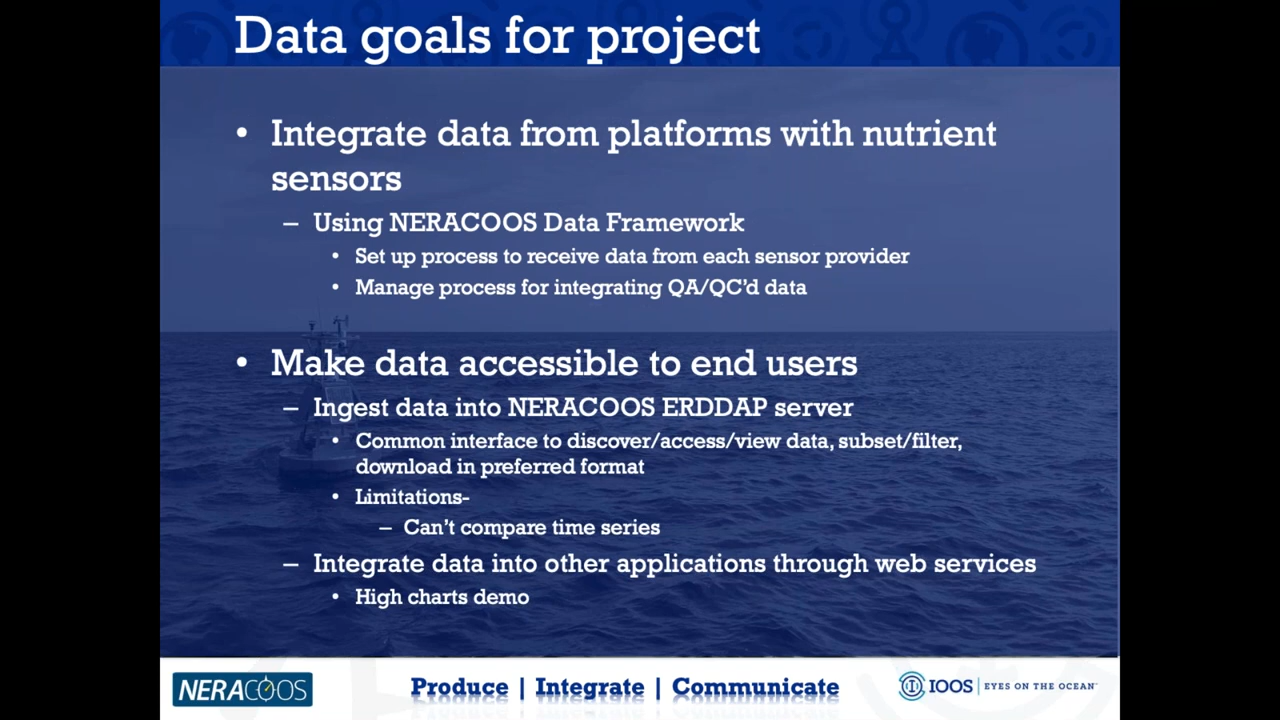 Data goals for project
• Integrate data from platforms with nutrient
sensors
– Using NERACOOS Data Framework
• Set up process to receive data from each sensor provider
• Manage process for integrating QA/QC’d data
• Make data accessible to end users
– Ingest data into NERACOOS ERDDAP server
• Common interface to discover/access/view data, subset/filter,
download in preferred format
• Limitations-
– Can’t compare time series
– Integrate data into other applications through web services
• High charts demo
NERACOOS
Produce | Integrate | Communicate
IOOS | EYES ON THE OCEAN™